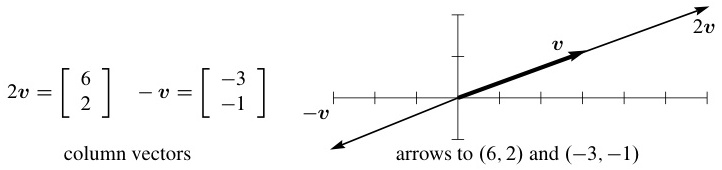 2v = [ 6 2 ] − v = [ −3 −1 ]
column vectors
v
2v
−v
arrows to (6, 2) and (−3, −1)